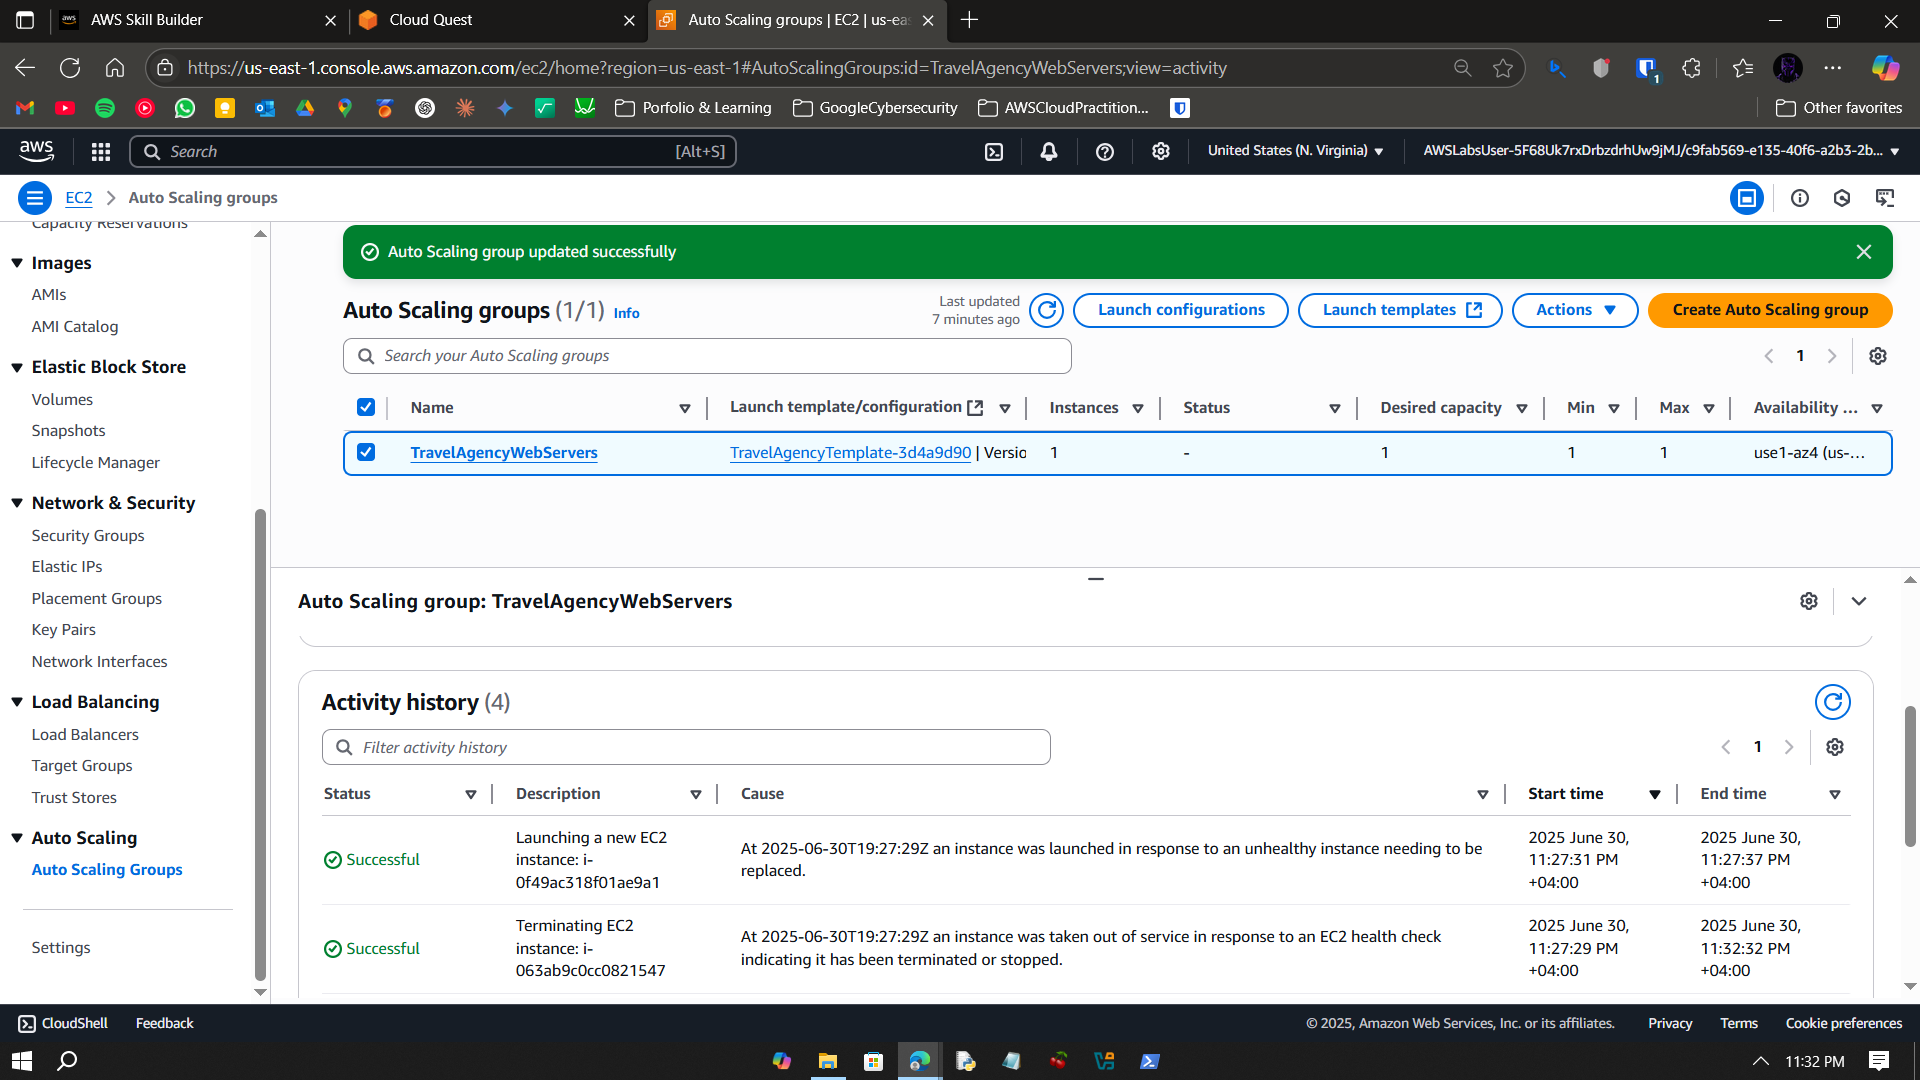 AWS Skill Builder
Cloud Quest
Auto Scaling groups | EC2 | us-eas
https://us-east-1.console.aws.amazon.com/ec2/home?region=us-east-1#AutoScalingGroups:id=TravelAgencyWebServers;view=activity
1
Porfolio & Learning
GoogleCybersecurity
AWSCloudPractition...
Other favorites
aws
Search
[Alt+S]
United States (N. Virginia)
AWSLabsUser-5F68Uk7rxDrbzdrhUw9jMJ/c9fab569-e135-40f6-a2b3-2b...
EC2
Auto Scaling groups
Capacity Reservations
Images
AMIs
AMI Catalog
Elastic Block Store
Volumes
Snapshots
Lifecycle Manager
Network & Security
Security Groups
Elastic IPs
Placement Groups
Key Pairs
Network Interfaces
Load Balancing
Load Balancers
Target Groups
Trust Stores
Auto Scaling
Auto Scaling Groups
Settings
Auto Scaling group updated successfully
Auto Scaling groups (1/1) Info
Last updated
7 minutes ago
Launch configurations
Launch templates
Actions
Create Auto Scaling group
Search your Auto Scaling groups
1
Name
Launch template/configuration
Instances
Status
Desired capacity
Min
Max
Availability ...
TravelAgencyWebServers
TravelAgencyTemplate-3d4a9d90 | Versio
1
-
1
1
1
use1-az4 (us-...
Auto Scaling group: TravelAgencyWebServers
Activity history (4)
Filter activity history
1
Status
Description
Cause
Start time
End time
Successful
Launching a new EC2
instance: i-
0f49ac318f01ae9a1
At 2025-06-30T19:27:29Z an instance was launched in response to an unhealthy instance needing to be
replaced.
2025 June 30,
11:27:31 PM
+04:00
2025 June 30,
11:27:37 PM
+04:00
Successful
Terminating EC2
instance: i-
063ab9c0cc0821547
At 2025-06-30T19:27:29Z an instance was taken out of service in response to an EC2 health check
indicating it has been terminated or stopped.
2025 June 30,
11:27:29 PM
+04:00
2025 June 30,
11:32:32 PM
+04:00
CloudShell
Feedback
© 2025, Amazon Web Services, Inc. or its affiliates.
Privacy
Terms
Cookie preferences
11:32 PM